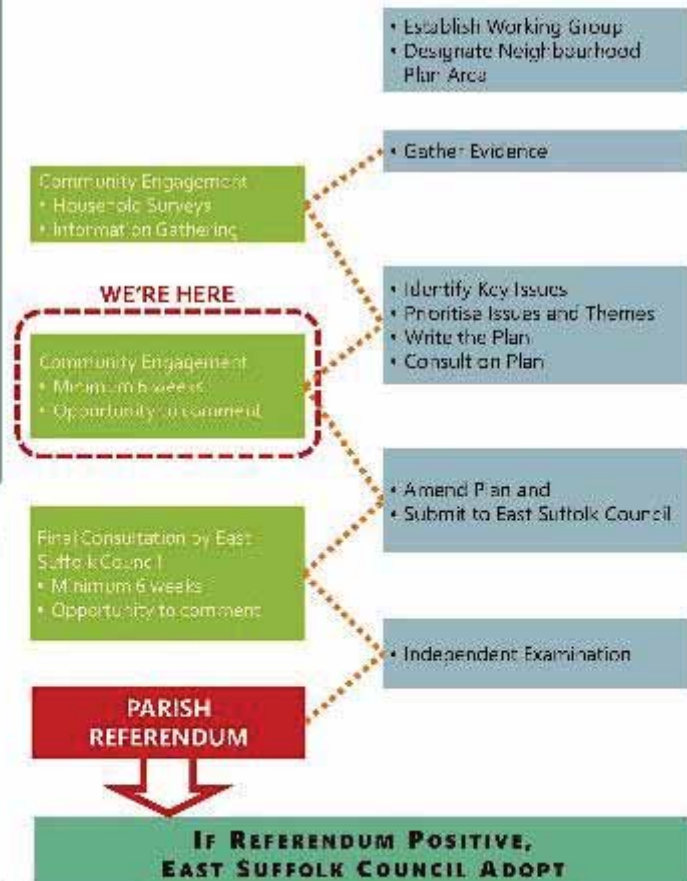 • Establish Working Group
• Designate Neighbourhood
Plan Area
• Gather Evidence
Community Engagement
• Household Surveys
• Information Gathering
• Identify Key Issues
• Prioritise Issues and Themes
• Write the Plan
• Consult on Plan
WE'RE HERE
Community Engagement
• Minimum 6 weeks
• Opportunity to comment
• Amend Plan and
• Submit to East Suffolk Council
Final Consultation by East
Suffolk Council
• Minimum 6 weeks
• Opportunity to comment
• Independent Examination
PARISH
REFERENDUM
IF REFERENDUM POSITIVE,
EAST SUFFOLK COUNCIL ADOPT